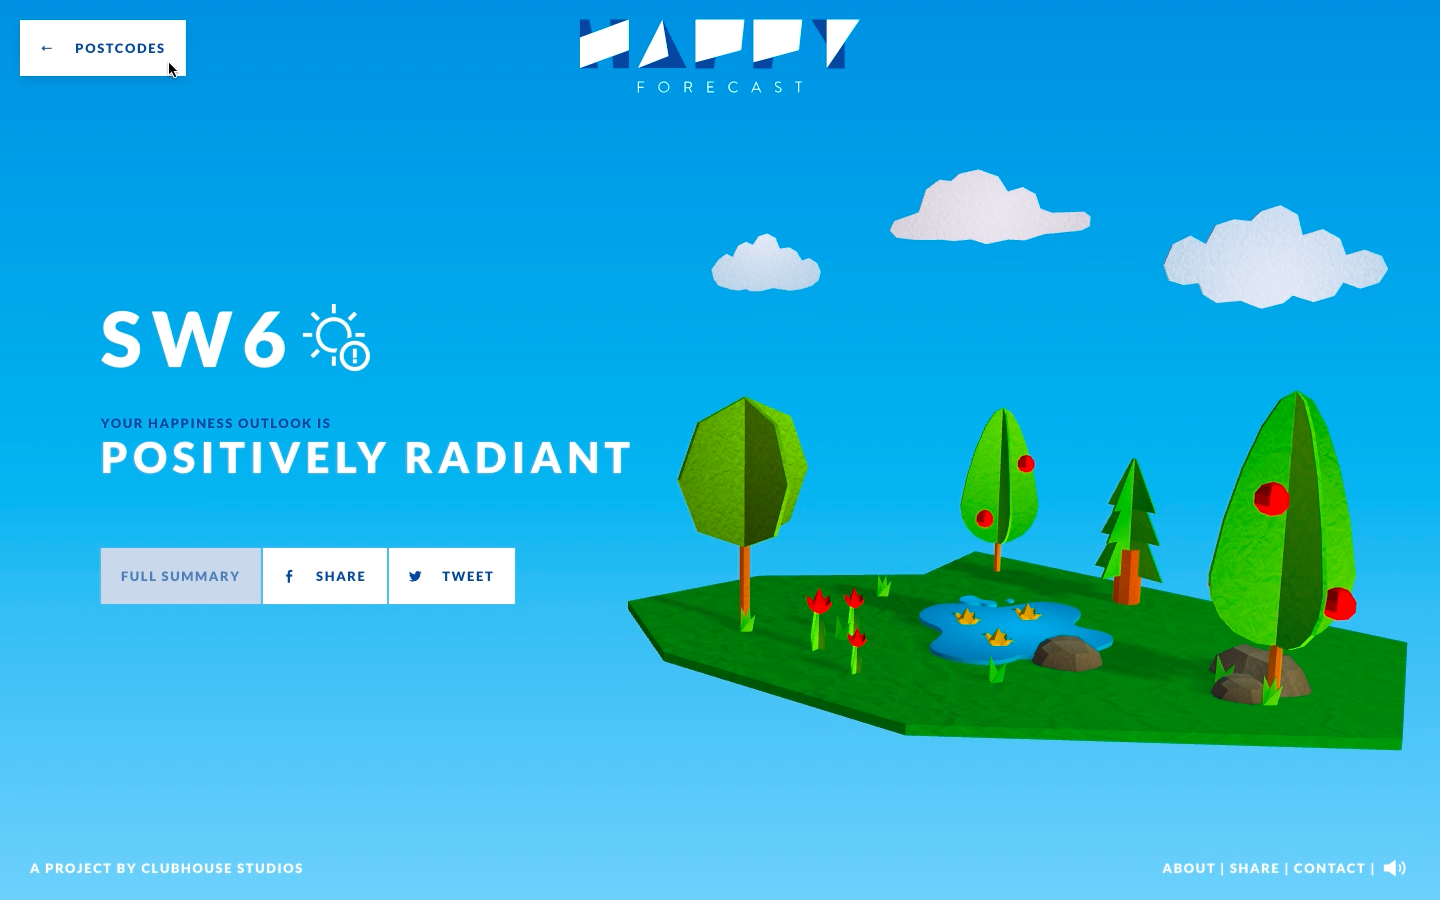 ← POSTCODES
HAPPY
FORECAST
SW6
YOUR HAPPINESS OUTLOOK IS
POSITIVELY RADIANT
FULL SUMMARY
SHARE
TWEET
A PROJECT BY CLUBHOUSE STUDIOS
ABOUT | SHARE | CONTACT |